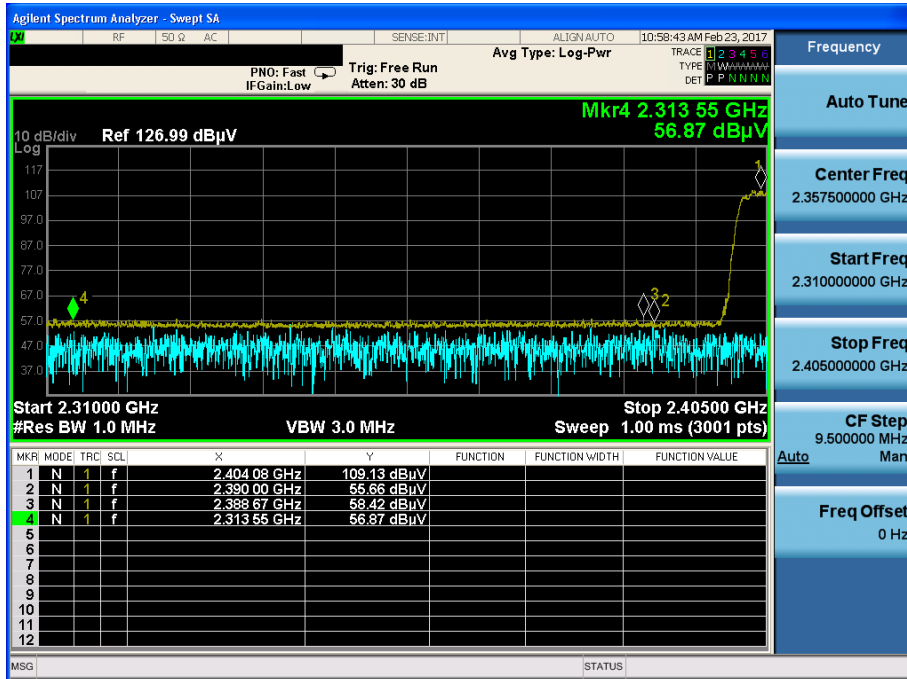 Agilent Spectrum Analyzer - Swept SA
LXI RF 50 Ω AC SENSE:INT ALIGN AUTO 10:58:43 AM Feb 23, 2017
PNO: Fast
IFGain:Low
Trig: Free Run
Atten: 30 dB
Avg Type: Log-Pwr
TRACE 1 2 3 4 5 6
TYPE MWWWWW
DET P P N N N N
Mkr4 2.313 55 GHz
56.87 dBµV
10 dB/div Ref 126.99 dBµV
Log
117
107
97.0
87.0
77.0
67.0
57.0
47.0
37.0
1
4
3
2
Start 2.31000 GHz Stop 2.40500 GHz
#Res BW 1.0 MHz VBW 3.0 MHz Sweep 1.00 ms (3001 pts)
MKR MODE TRC SCL X Y FUNCTION FUNCTION WIDTH FUNCTION VALUE
1 N 1 f 2.404 08 GHz 109.13 dBµV
2 N 1 f 2.390 00 GHz 55.66 dBµV
3 N 1 f 2.388 67 GHz 58.42 dBµV
4 N 1 f 2.313 55 GHz 56.87 dBµV
5
6
7
8
9
10
11
12
MSG STATUS
Frequency
Auto Tune
Center Freq
2.357500000 GHz
Start Freq
2.310000000 GHz
Stop Freq
2.405000000 GHz
CF Step
9.500000 MHz
Auto Man
Freq Offset
0 Hz